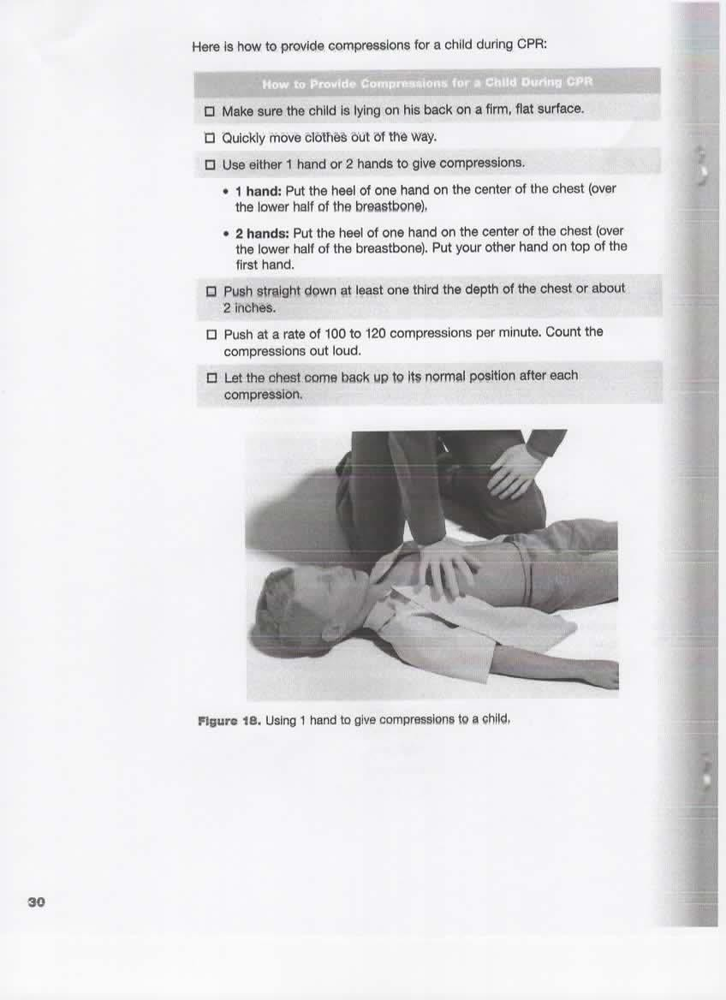 Here is how to provide compressions for a child during CPR:
How to Provide Compressions for a Child During CPR
☐ Make sure the child is lying on his back on a firm, flat surface.
☐ Quickly move clothes out of the way.
☐ Use either 1 hand or 2 hands to give compressions.
• 1 hand: Put the heel of one hand on the center of the chest (over
the lower half of the breastbone).
• 2 hands: Put the heel of one hand on the center of the chest (over
the lower half of the breastbone). Put your other hand on top of the
first hand.
☐ Push straight down at least one third the depth of the chest or about
2 inches.
☐ Push at a rate of 100 to 120 compressions per minute. Count the
compressions out loud.
☐ Let the chest come back up to its normal position after each
compression.
Figure 18. Using 1 hand to give compressions to a child.
30